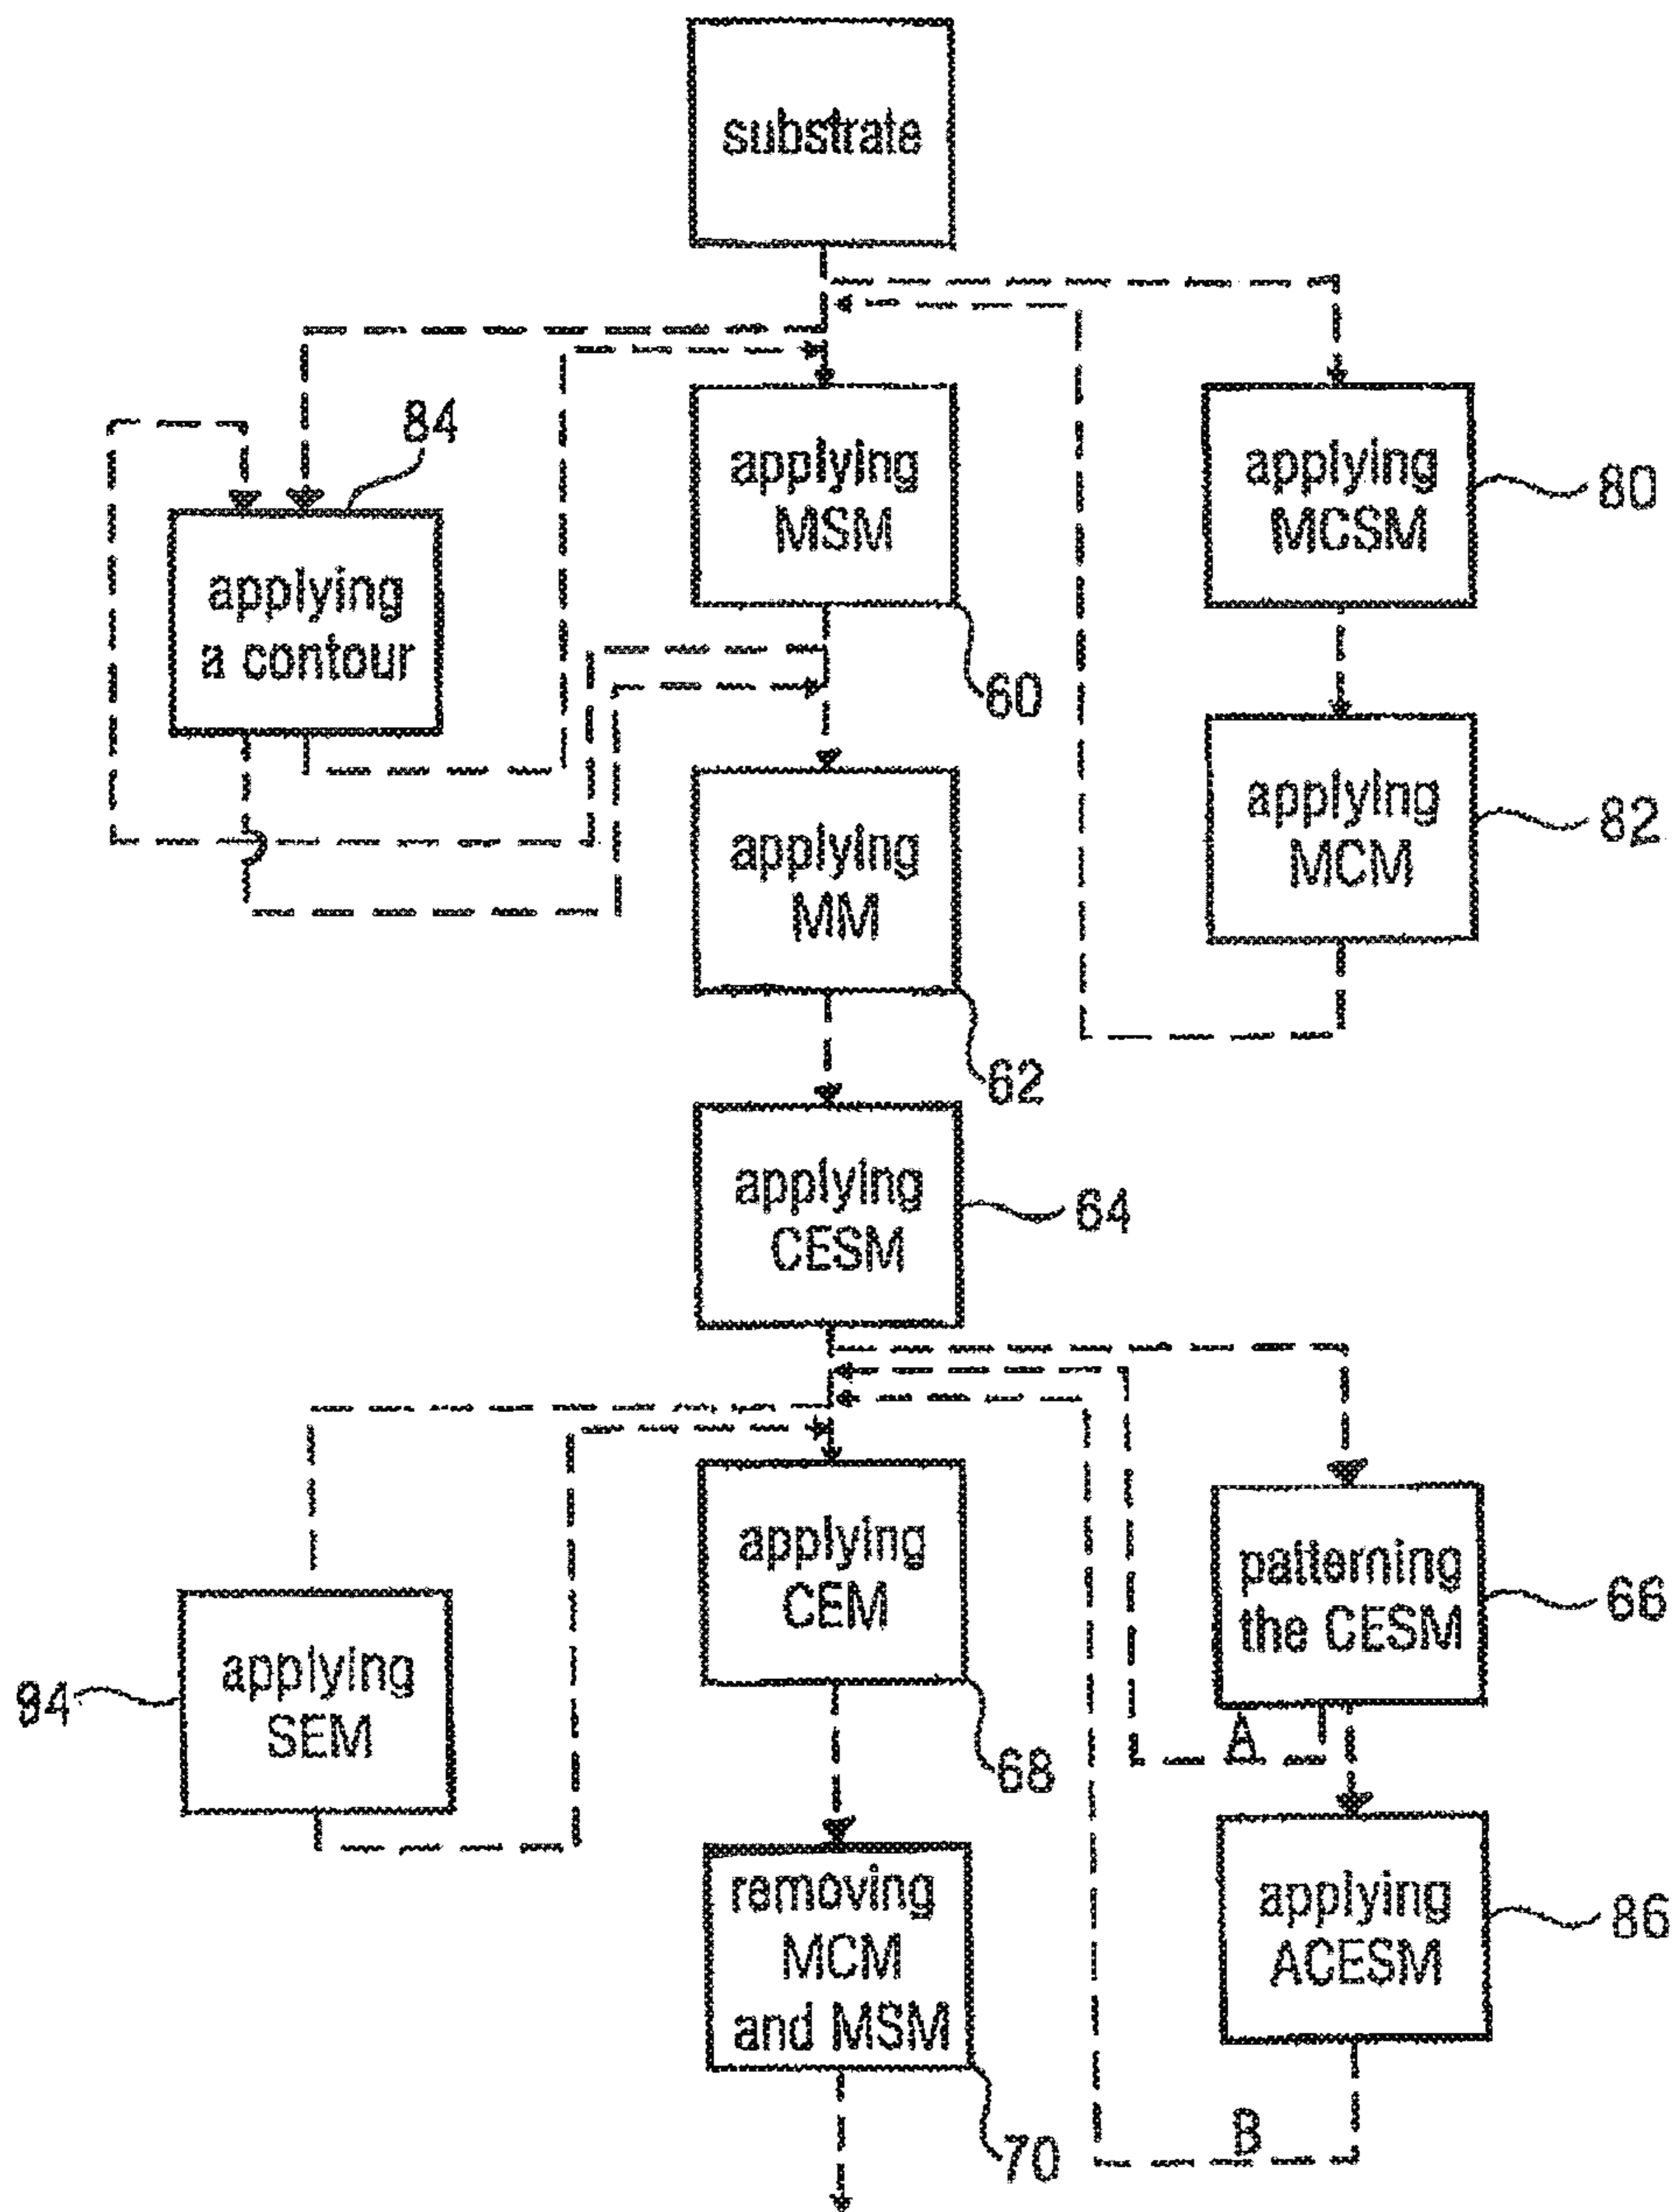 substrate
84
applying
a contour
applying
MSM
60
applying
MCSM
80
applying
MM
62
applying
MCM
82
applying
CESM
64
applying
CEM
68
patterning
the CESM
66
A
94
applying
SEM
removing
MCM
and MSM
70
applying
ACESM
86
B